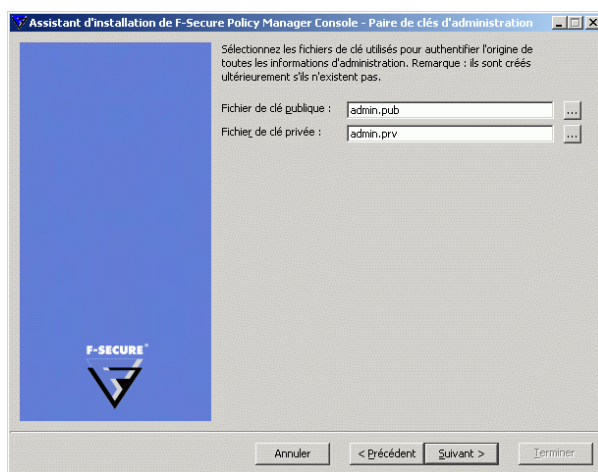 Assistant d'installation de F-Secure Policy Manager Console - Paire de clés d'administration
Sélectionnez les fichiers de clé utilisés pour authentifier l'origine de
toutes les informations d'administration. Remarque : ils sont créés
ultérieurement s'ils n'existent pas.
Fichier de clé publique : admin.pub ...
Fichier de clé privée : admin.prv ...
F-SECURE®
Annuler < Précédent Suivant > Terminer